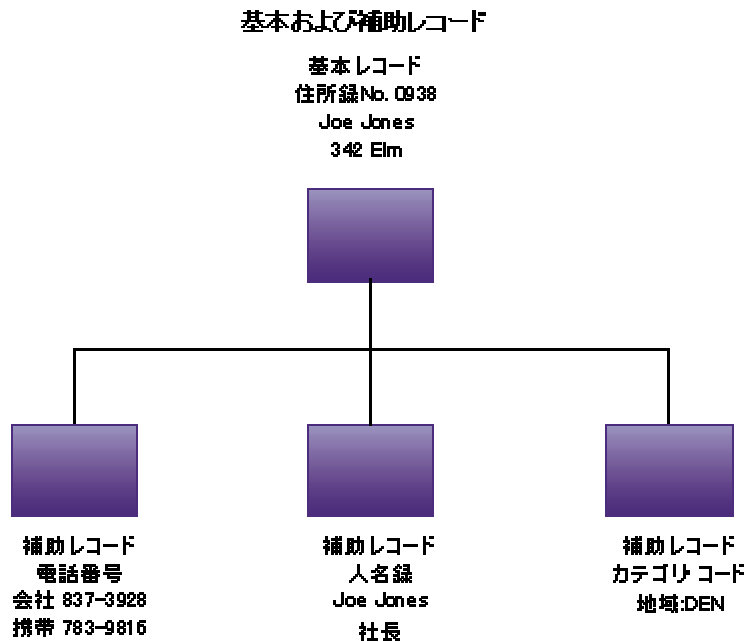 基本および補助レコード
基本レコード
住所録No. 0938
Joe Jones
342 Elm
補助レコード
電話番号
会社 837-3928
携帯 783-9816
補助レコード
人名録
Joe Jones
社長
補助レコード
カテゴリ コード
地域:DEN